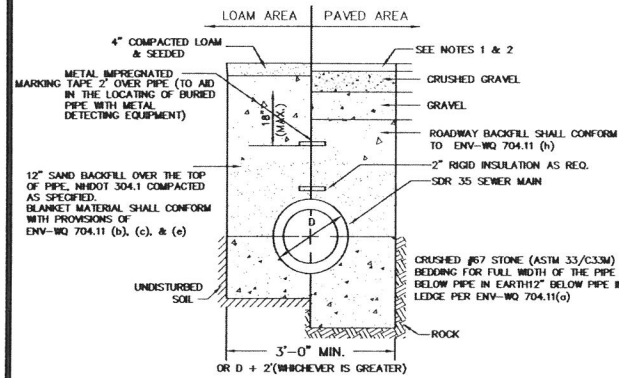 LOAM AREA
PAVED AREA
4" COMPACTED LOAM
& SEEDED
SEE NOTES 1 & 2
METAL IMPREGNATED
MARKING TAPE 2' OVER PIPE (TO AID
IN THE LOCATING OF BURIED
PIPE WITH METAL
DETECTING EQUIPMENT)
18"
(MAX.)
CRUSHED GRAVEL
GRAVEL
ROADWAY BACKFILL SHALL CONFORM
TO ENV-WQ 704.11 (h)
12" SAND BACKFILL OVER THE TOP
OF PIPE, NHDOT 304.1 COMPACTED
AS SPECIFIED.
BLANKET MATERIAL SHALL CONFORM
WITH PROVISIONS OF
ENV-WQ 704.11 (b), (c), & (e)
2" RIGID INSULATION AS REQ.
SDR 35 SEWER MAIN
D
CRUSHED #67 STONE (ASTM 33/C33M)
BEDDING FOR FULL WIDTH OF THE PIPE
BELOW PIPE IN EARTH12" BELOW PIPE IN
LEDGE PER ENV-WQ 704.11(a)
UNDISTURBED
SOIL
ROCK
3'-0" MIN.
OR D + 2'(WHICHEVER IS GREATER)